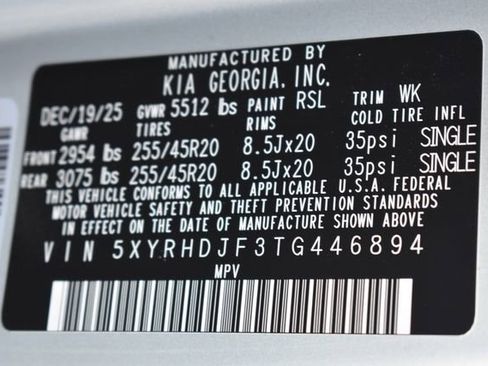 MANUFACTURED BY
KIA GEORGIA, INC.
DEC/19/25 GVWR 5512 lbs PAINT RSL TRIM WK
GAWR TIRES RIMS COLD TIRE INFL
FRONT 2954 lbs 255/45R20 8.5Jx20 35psi SINGLE
REAR 3075 lbs 255/45R20 8.5Jx20 35psi SINGLE
THIS VEHICLE CONFORMS TO ALL APPLICABLE U.S.A. FEDERAL
MOTOR VEHICLE SAFETY AND THEFT PREVENTION STANDARDS
IN EFFECT ON THE DATE OF MANUFACTURE SHOWN ABOVE
VIN 5XYRHDJF3TG446894
MPV